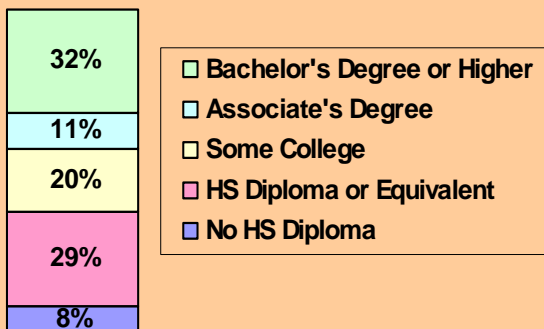 32%
11%
20%
29%
8%
Bachelor's Degree or Higher
Associate's Degree
Some College
HS Diploma or Equivalent
No HS Diploma